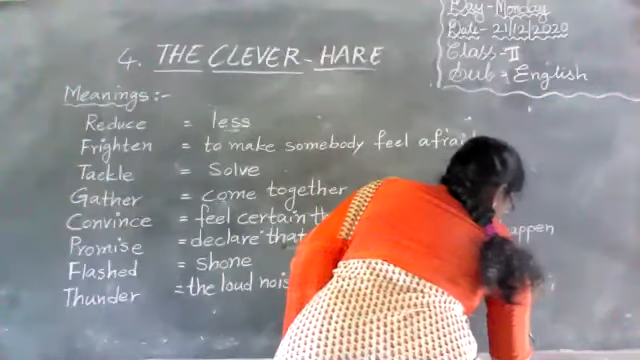 Day - Monday
Date - 21/12/2020
Class - II
Sub - English
4. THE CLEVER - HARE
Meanings :-
Reduce = less
Frighten = to make somebody feel afraid
Tackle = solve
Gather = come together
Convince = feel certain th
Promise = declare that appen
Flashed = shone
Thunder = the loud nois